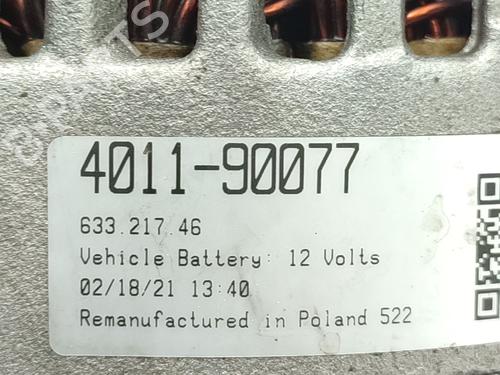 4011-90077
633.217.46
Vehicle Battery: 12 Volts
02/18/21 13:40
Remanufactured in Poland 522